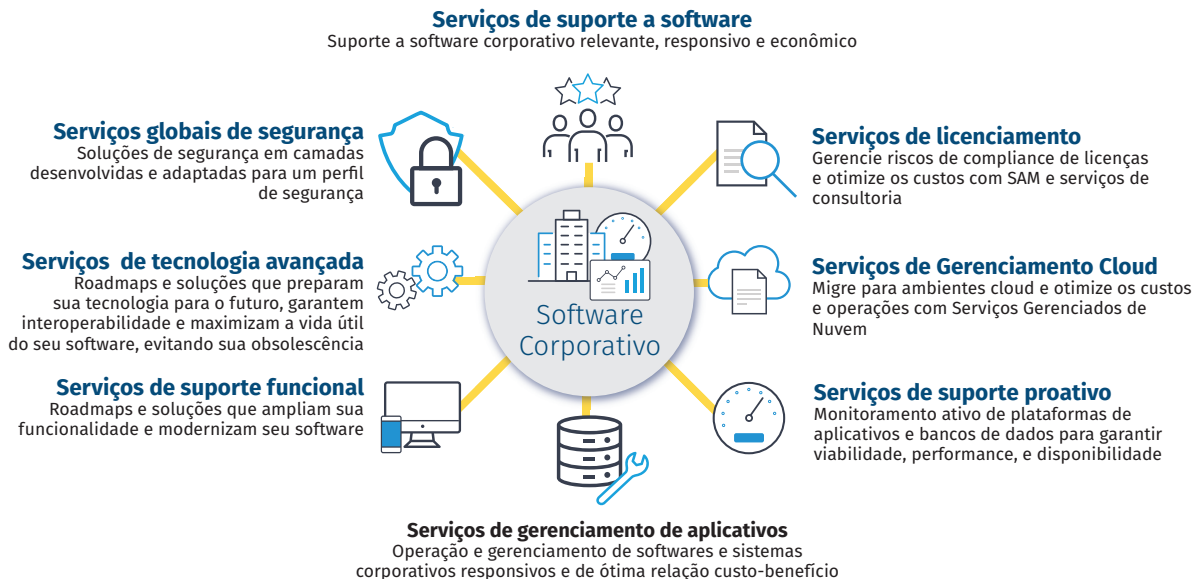 Serviços de suporte a software
Suporte a software corporativo relevante, responsivo e econômico
Serviços globais de segurança
Soluções de segurança em camadas
desenvolvidas e adaptadas para um perfil
de segurança
Serviços de licenciamento
Gerencie riscos de compliance de licenças
e otimize os custos com SAM e serviços de
consultoria
Serviços de tecnologia avançada
Roadmaps e soluções que preparam
sua tecnologia para o futuro, garantem
interoperabilidade e maximizam a vida útil
do seu software, evitando sua obsolescência
Software
Corporativo
Serviços de Gerenciamento Cloud
Migre para ambientes cloud e otimize os custos
e operações com Serviços Gerenciados de
Nuvem
Serviços de suporte funcional
Roadmaps e soluções que ampliam sua
funcionalidade e modernizam seu software
Serviços de suporte proativo
Monitoramento ativo de plataformas de
aplicativos e bancos de dados para garantir
viabilidade, performance, e disponibilidade
Serviços de gerenciamento de aplicativos
Operação e gerenciamento de softwares e sistemas
corporativos responsivos e de ótima relação custo-benefício